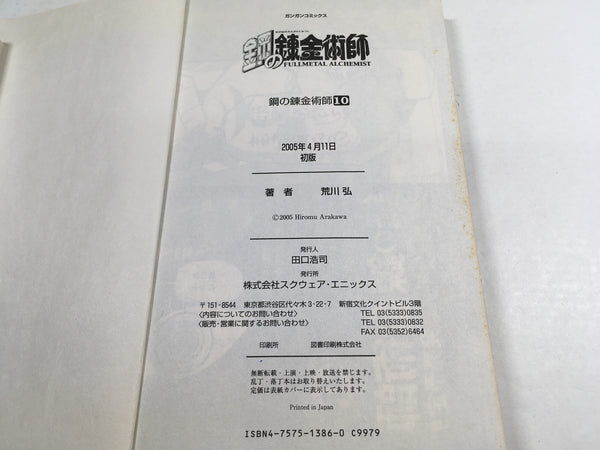 ガンガンコミックス
鋼の錬金術師
FULLMETAL ALCHEMIST
鋼の錬金術師10
2005年4月11日
初版
著者 荒川弘
©2005 Hiromu Arakawa
発行人
田口浩司
発行所
株式会社スクウェア・エニックス
〒151-8544 東京都渋谷区代々木3-22-7 新宿文化クイントビル3階
〈内容についてのお問い合わせ〉 TEL 03(5333)0835
〈販売・営業に関するお問い合わせ〉 TEL 03(5333)0832
FAX 03(5352)6464
印刷所 図書印刷株式会社
無断転載・上演・上映・放送を禁じます。
乱丁・落丁本はお取り替えいたします。
定価は表紙カバーに表示してあります。
Printed in Japan
ISBN4-7575-1386-0 C9979